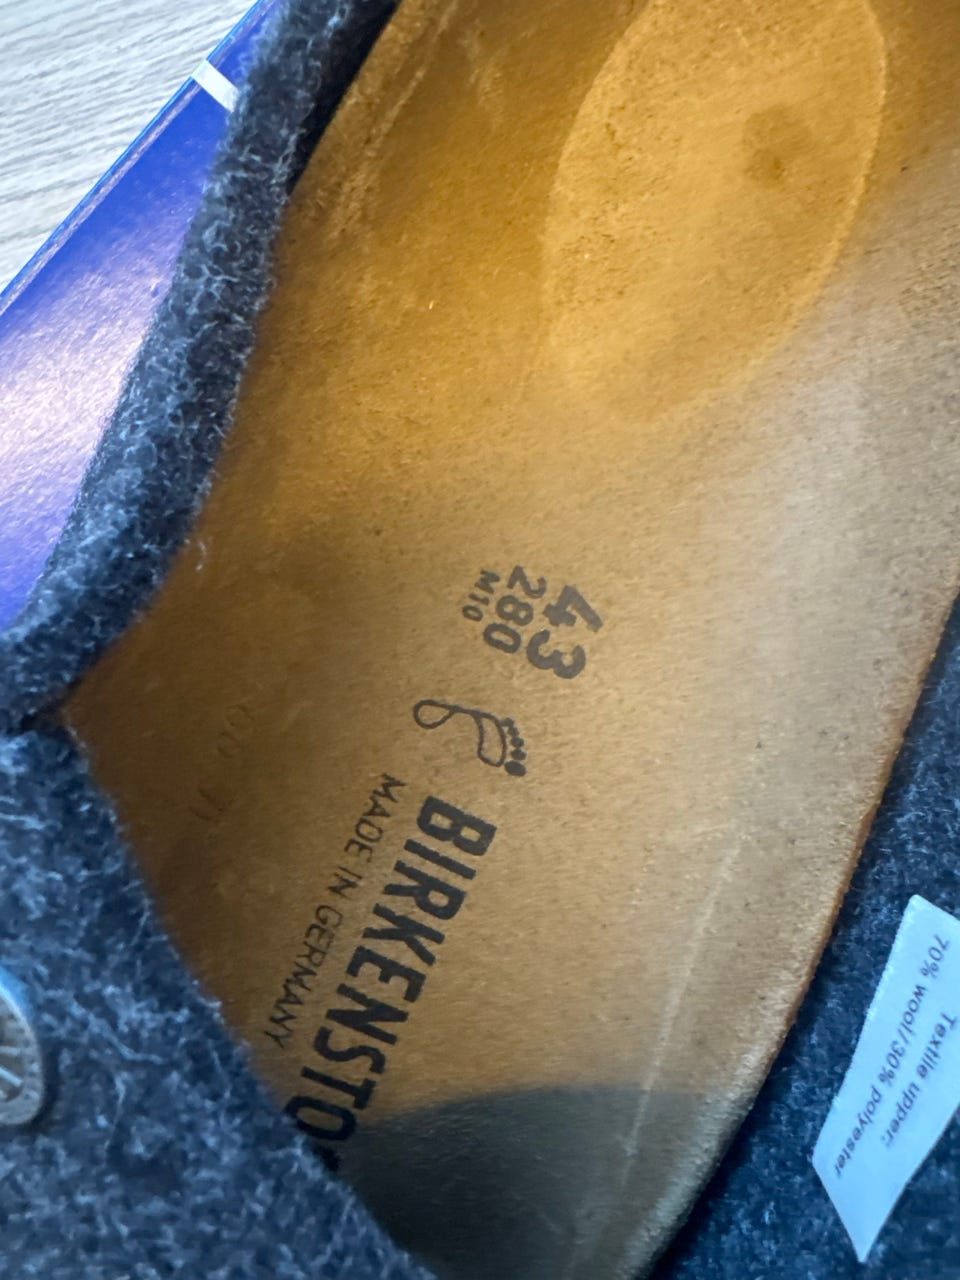 43
280
M10
BIRKENSTO
MADE IN GERMANY
Textile upper:
70% wool/30% polyester